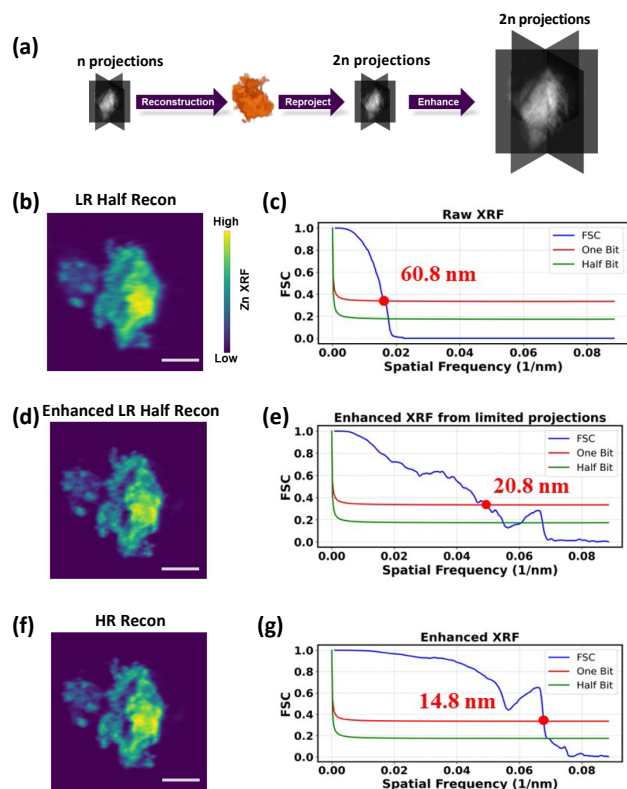 (a)
n projections
Reconstruction
Reproject
2n projections
Enhance
2n projections
(b)
LR Half Recon
High
Zn XRF
Low
(c)
Raw XRF
FSC
1.0
0.8
0.6
0.4
0.2
0.0
60.8 nm
FSC
One Bit
Half Bit
0.00 0.02 0.04 0.06 0.08
Spatial Frequency (1/nm)
(d)
Enhanced LR Half Recon
(e)
Enhanced XRF from limited projections
FSC
1.0
0.8
0.6
0.4
0.2
0.0
20.8 nm
FSC
One Bit
Half Bit
0.00 0.02 0.04 0.06 0.08
Spatial Frequency (1/nm)
(f)
HR Recon
(g)
Enhanced XRF
FSC
1.0
0.8
0.6
0.4
0.2
0.0
14.8 nm
FSC
One Bit
Half Bit
0.00 0.02 0.04 0.06 0.08
Spatial Frequency (1/nm)